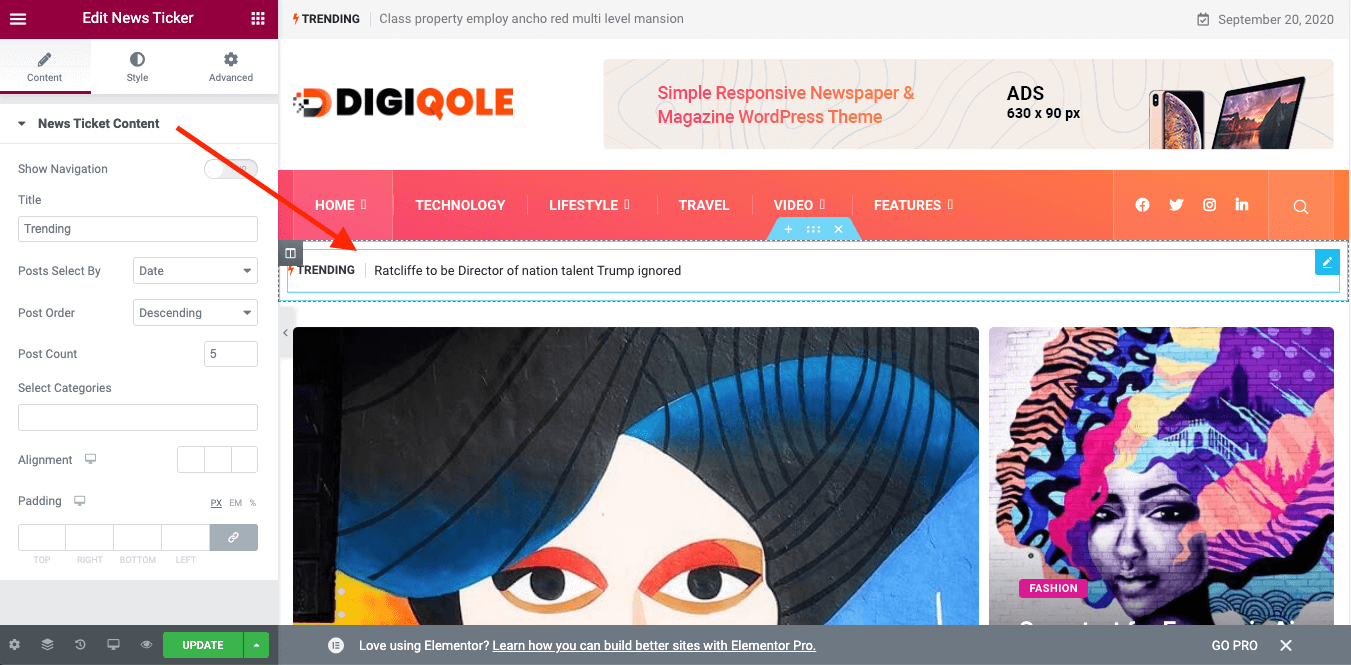 Edit News Ticker
Content
Style
Advanced
News Ticket Content
Show Navigation
Title
Trending
Posts Select By
Date
Post Order
Descending
Post Count
5
Select Categories
Alignment
Padding
PX EM %
TOP RIGHT BOTTOM LEFT
UPDATE
TRENDING Class property employ ancho red multi level mansion
September 20, 2020
DIGIQOLE
Simple Responsive Newspaper &
Magazine WordPress Theme
ADS
630 x 90 px
HOME TECHNOLOGY LIFESTYLE TRAVEL VIDEO FEATURES
TRENDING Ratcliffe to be Director of nation talent Trump ignored
FASHION
Love using Elementor? Learn how you can build better sites with Elementor Pro.
GO PRO